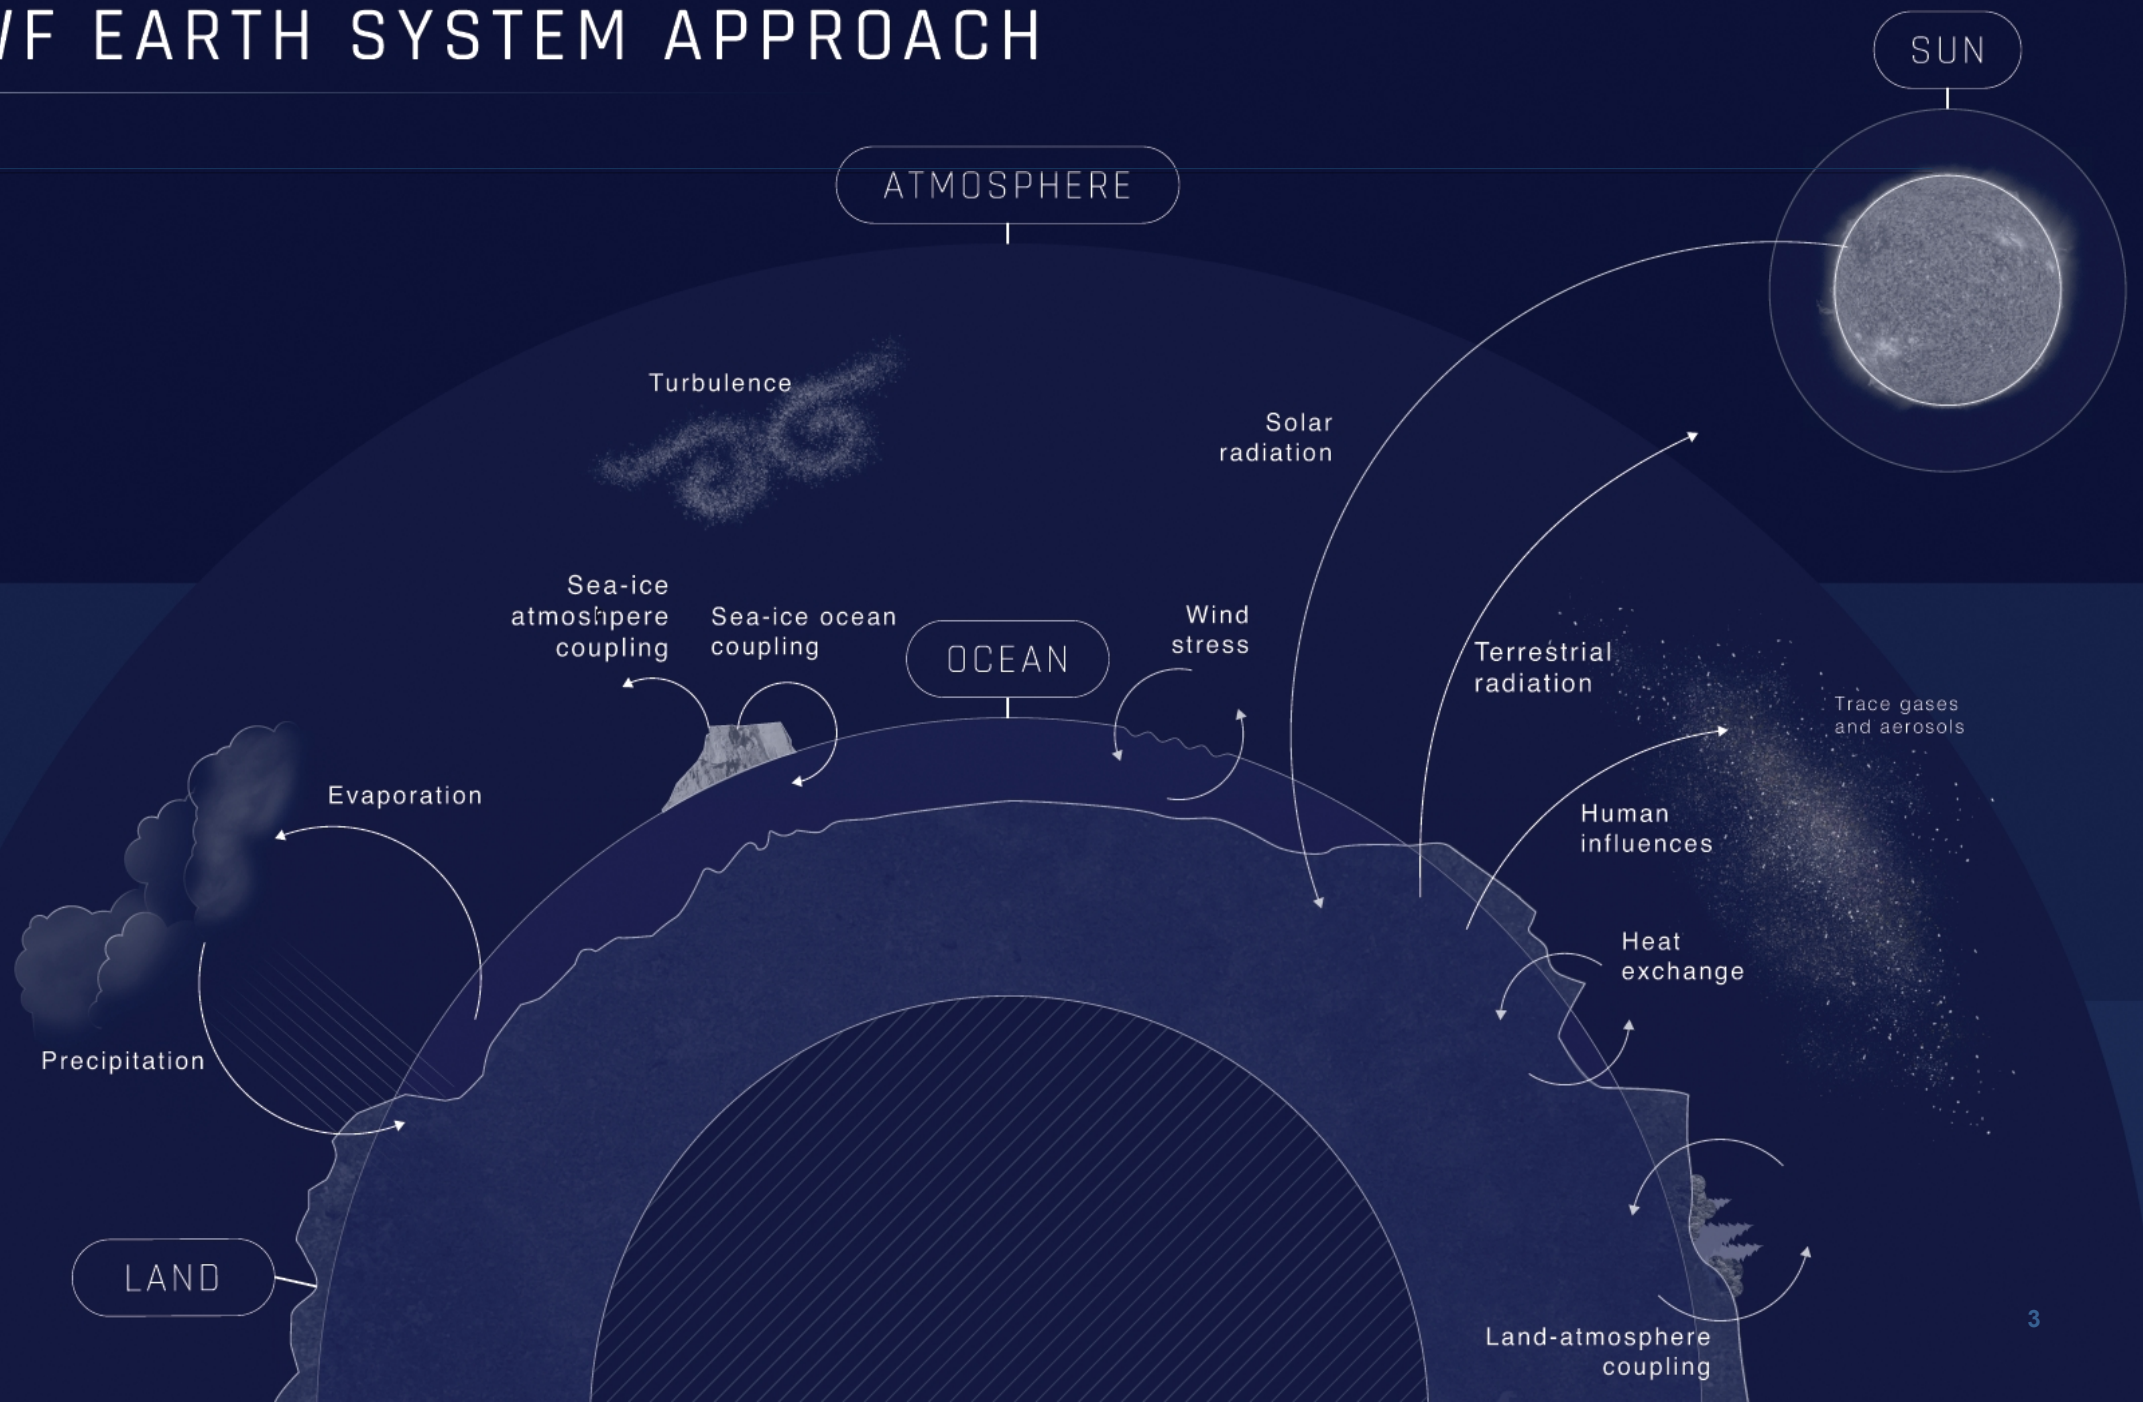 WF EARTH SYSTEM APPROACH
SUN
ATMOSPHERE
Turbulence
Solar
radiation
Sea-ice
atmoshpere
coupling
Sea-ice ocean
coupling
OCEAN
Wind
stress
Terrestrial
radiation
Trace gases
and aerosols
Evaporation
Human
influences
Heat
exchange
Precipitation
LAND
Land-atmosphere
coupling
3